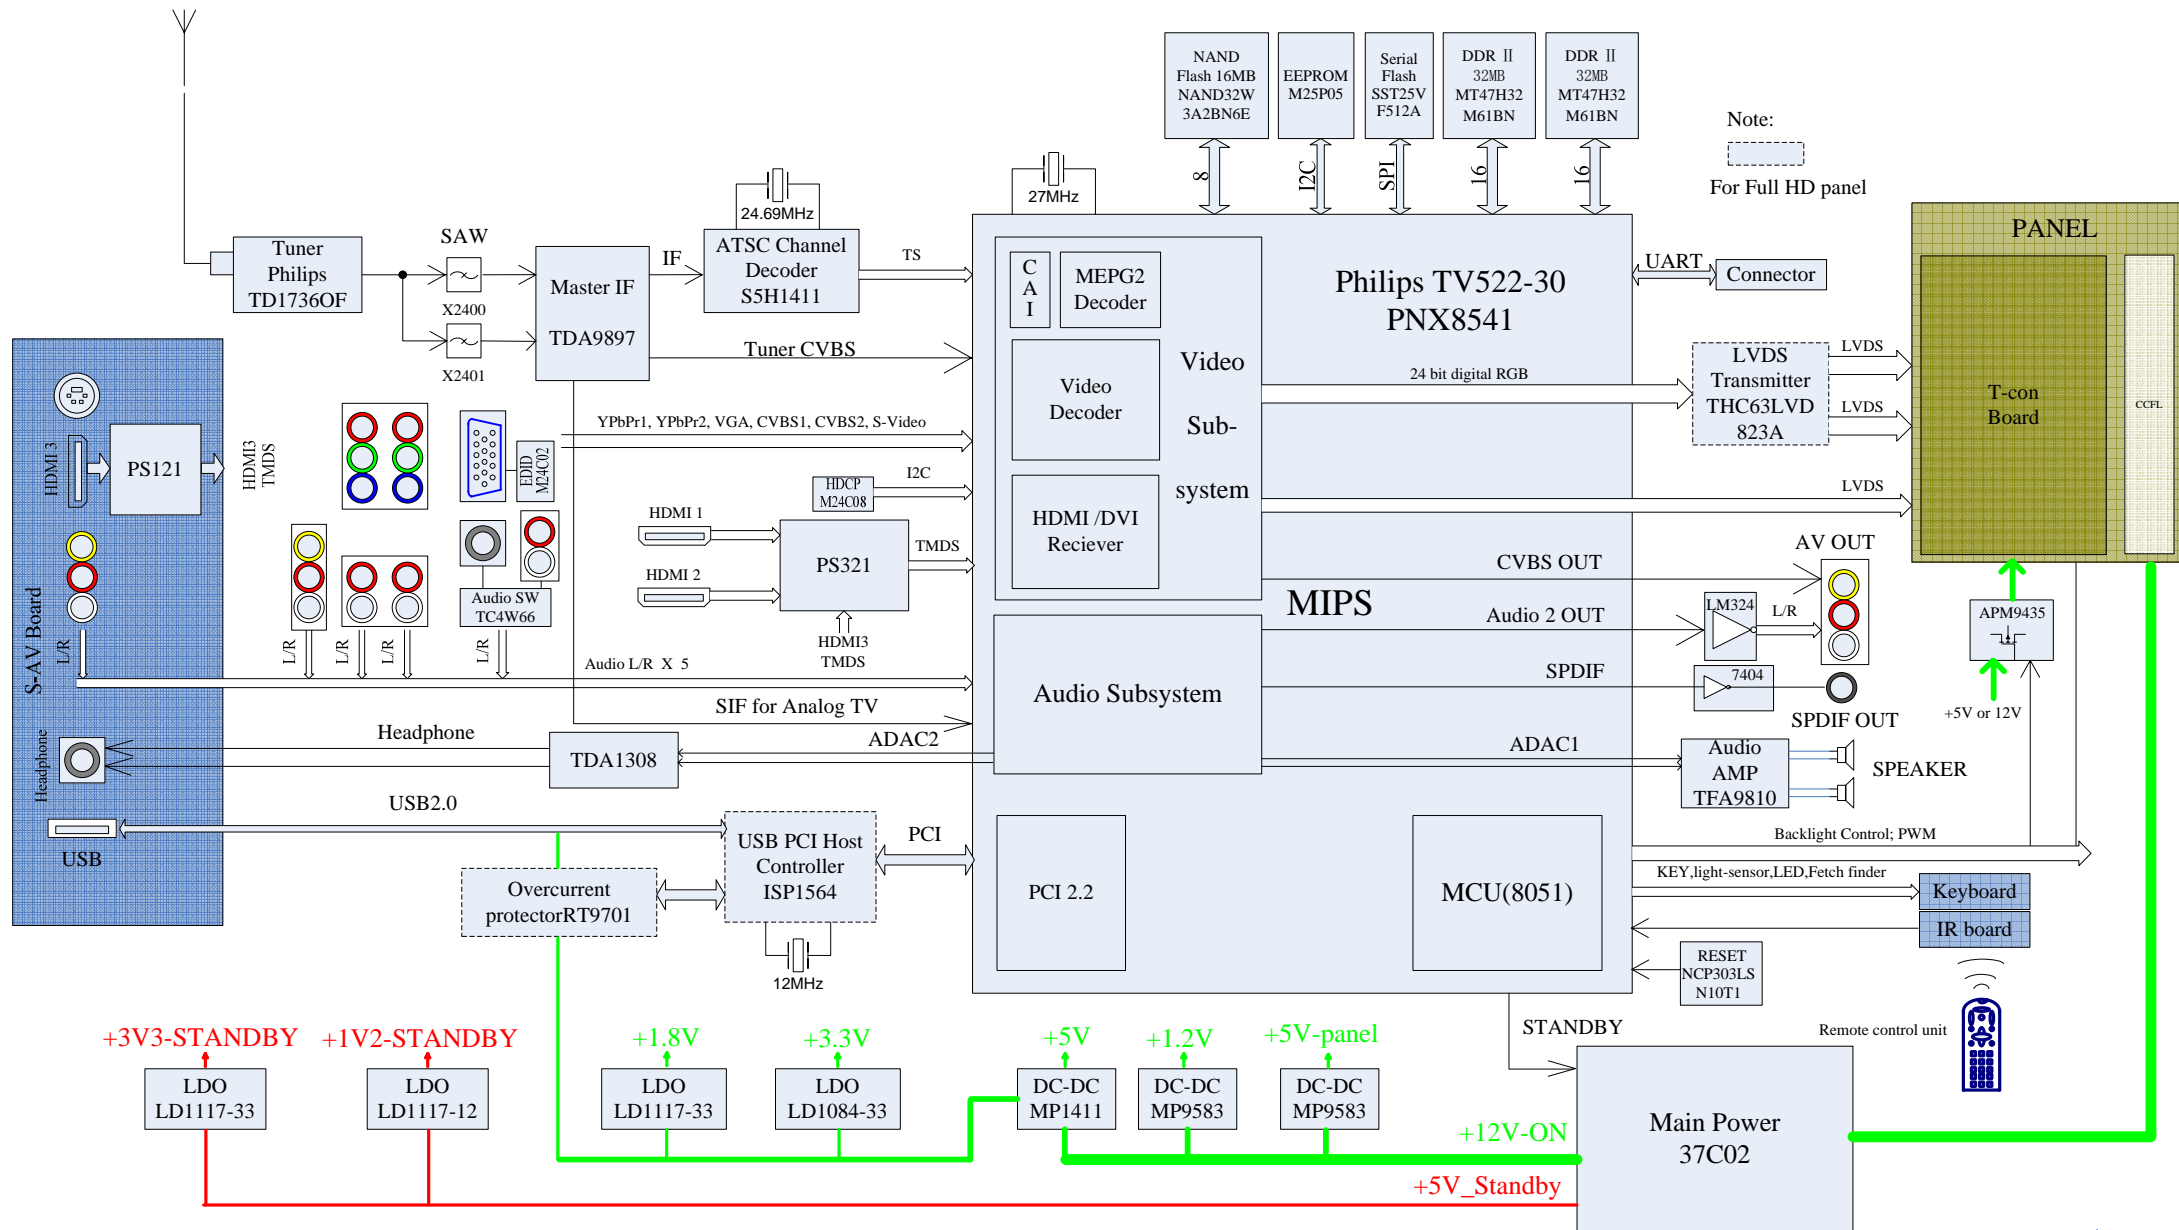 NAND
Flash 16MB
NAND32W
3A2BN6E
EEPROM
M25P05
Serial
Flash
SST25V
F512A
DDR Ⅱ
32MB
MT47H32
M61BN
DDR Ⅱ
32MB
MT47H32
M61BN
Note:
For Full HD panel
8
I2C
SPI
16
16
24.69MHz
27MHz
Tuner
Philips
TD1736OF
SAW
X2400
X2401
Master IF
TDA9897
IF
ATSC Channel
Decoder
S5H1411
TS
Tuner CVBS
C
A
I
MEPG2
Decoder
Video
Decoder
HDMI /DVI
Reciever
Video
Sub-
system
Philips TV522-30
PNX8541
MIPS
UART
Connector
PANEL
T-con
Board
CCFL
24 bit digital RGB
LVDS
Transmitter
THC63LVD
823A
LVDS
LVDS
LVDS
HDMI 3
PS121
HDMI3
TMDS
EDID
M24C02
YPbPr1, YPbPr2, VGA, CVBS1, CVBS2, S-Video
HDCP
M24C08
I2C
HDMI 1
HDMI 2
PS321
TMDS
HDMI3
TMDS
Audio SW
TC4W66
L/R
L/R
L/R
L/R
L/R
S-AV Board
Audio L/R X 5
SIF for Analog TV
Audio Subsystem
CVBS OUT
AV OUT
Audio 2 OUT
LM324
L/R
SPDIF
7404
SPDIF OUT
APM9435
+5V or 12V
Headphone
Headphone
TDA1308
ADAC2
ADAC1
Audio
AMP
TFA9810
SPEAKER
USB2.0
USB
USB PCI Host
Controller
ISP1564
PCI
Overcurrent
protectorRT9701
12MHz
PCI 2.2
MCU(8051)
Backlight Control; PWM
KEY,light-sensor,LED,Fetch finder
Keyboard
IR board
RESET
NCP303LS
N10T1
Remote control unit
STANDBY
+3V3-STANDBY
+1V2-STANDBY
+1.8V
+3.3V
+5V
+1.2V
+5V-panel
LDO
LD1117-33
LDO
LD1117-12
LDO
LD1117-33
LDO
LD1084-33
DC-DC
MP1411
DC-DC
MP9583
DC-DC
MP9583
+12V-ON
+5V_Standby
Main Power
37C02